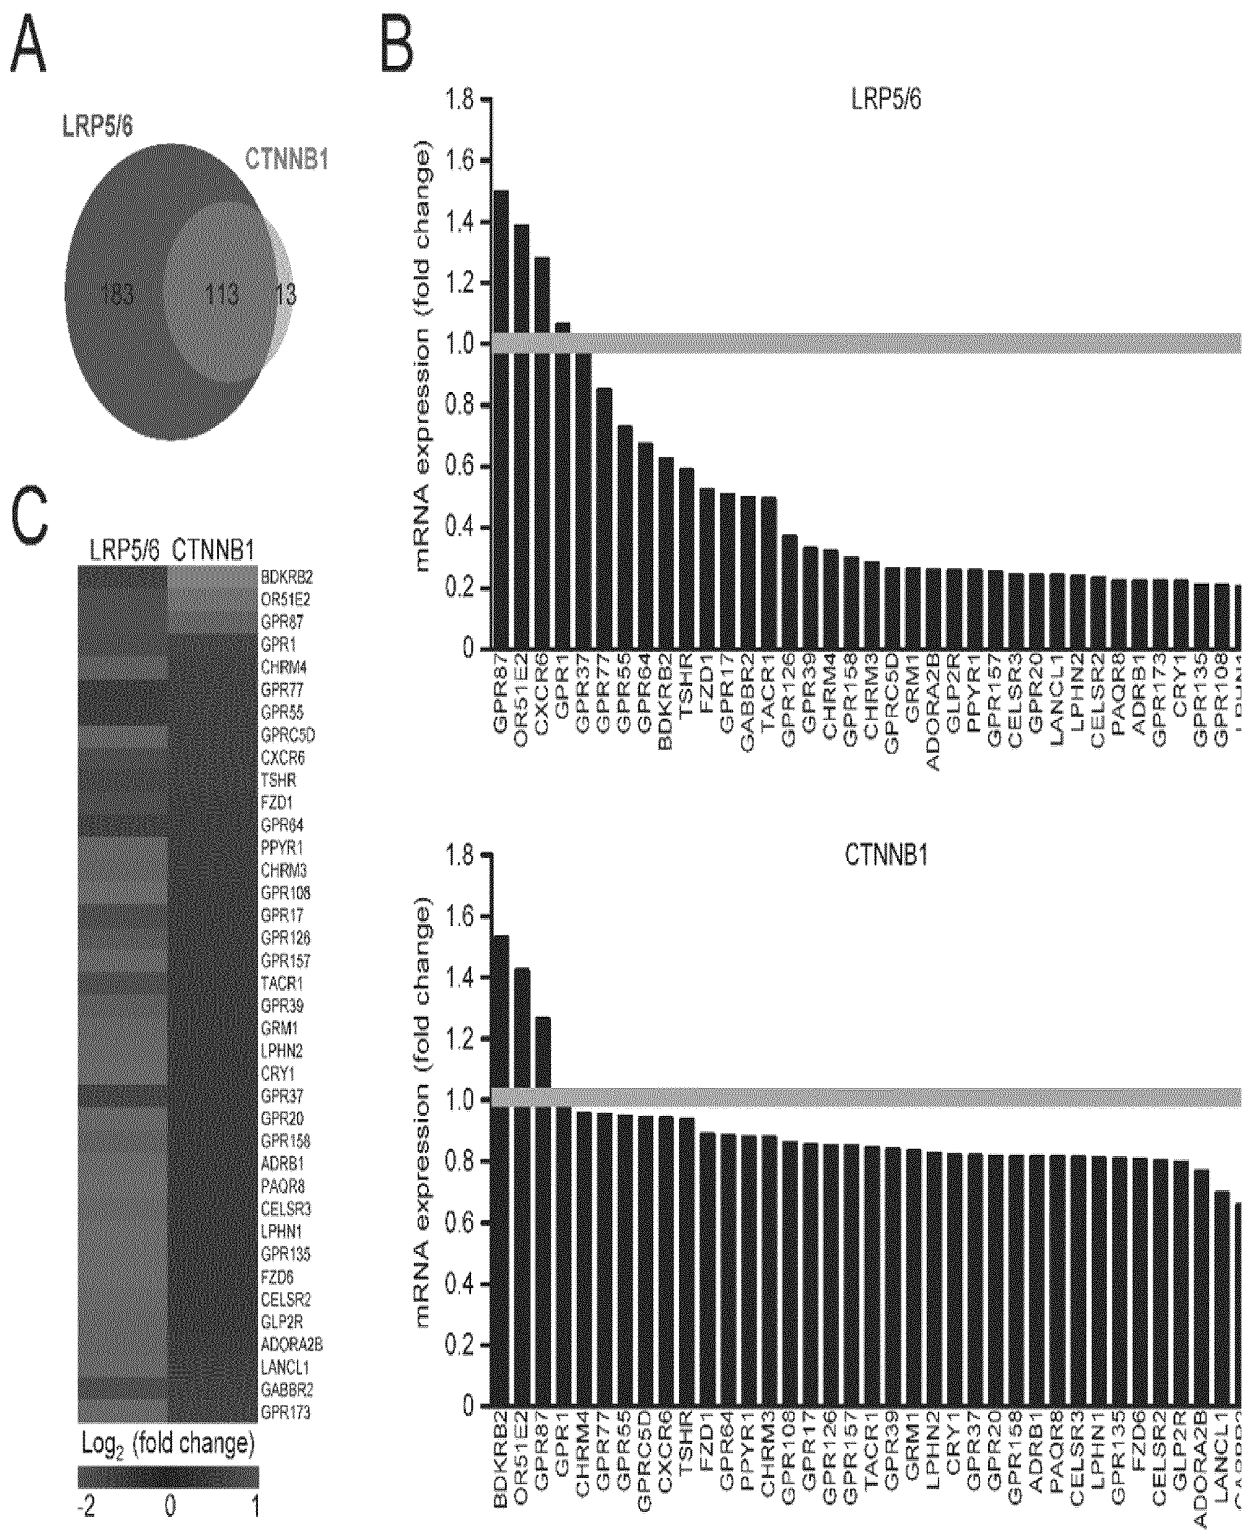 A
LRP5/6
CTNNB1
183
113
13
B
LRP5/6
mRNA expression (fold change)
1.8
1.6
1.4
1.2
1.0
0.8
0.6
0.4
0.2
0
GPR87
OR51E2
CXCR6
GPR1
GPR37
GPR77
GPR55
GPR64
BDKRB2
TSHR
FZD1
GPR17
GABBR2
TACR1
GPR126
GPR39
CHRM4
GPR158
CHRM3
GPRC5D
GRM1
ADORA2B
GLP2R
PPYR1
GPR157
CELSR3
GPR20
LANCL1
LPHN2
CELSR2
PAQR8
ADRB1
GPR173
CRY1
GPR135
GPR108
LPHN1
CTNNB1
mRNA expression (fold change)
1.8
1.6
1.4
1.2
1.0
0.8
0.6
0.4
0.2
0
BDKRB2
OR51E2
GPR87
GPR1
CHRM4
GPR77
GPR55
GPRC5D
CXCR6
TSHR
FZD1
GPR64
PPYR1
CHRM3
GPR108
GPR17
GPR126
GPR157
TACR1
GPR39
GRM1
LPHN2
CRY1
GPR37
GPR20
GPR158
ADRB1
PAQR8
CELSR3
LPHN1
GPR135
FZD6
CELSR2
GLP2R
ADORA2B
LANCL1
GABBR2
C
LRP5/6 CTNNB1
BDKRB2
OR51E2
GPR87
GPR1
CHRM4
GPR77
GPR55
GPRC5D
CXCR6
TSHR
FZD1
GPR64
PPYR1
CHRM3
GPR108
GPR17
GPR126
GPR157
TACR1
GPR39
GRM1
LPHN2
CRY1
GPR37
GPR20
GPR158
ADRB1
PAQR8
CELSR3
LPHN1
GPR135
FZD6
CELSR2
GLP2R
ADORA2B
LANCL1
GABBR2
GPR173
Log2 (fold change)
-2 0 1